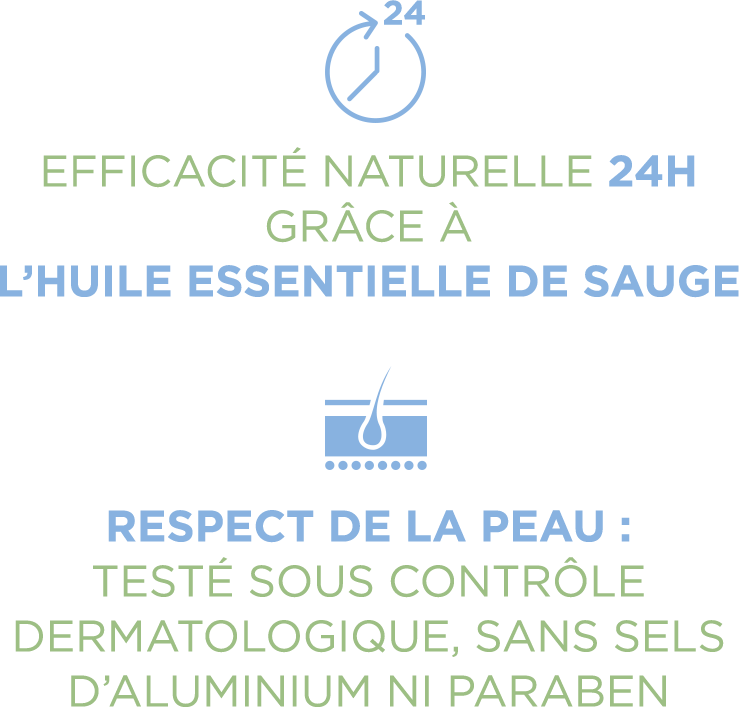 24
EFFICACITÉ NATURELLE 24H
GRÂCE À
L’HUILE ESSENTIELLE DE SAUGE
RESPECT DE LA PEAU :
TESTÉ SOUS CONTRÔLE
DERMATOLOGIQUE, SANS SELS
D’ALUMINIUM NI PARABEN